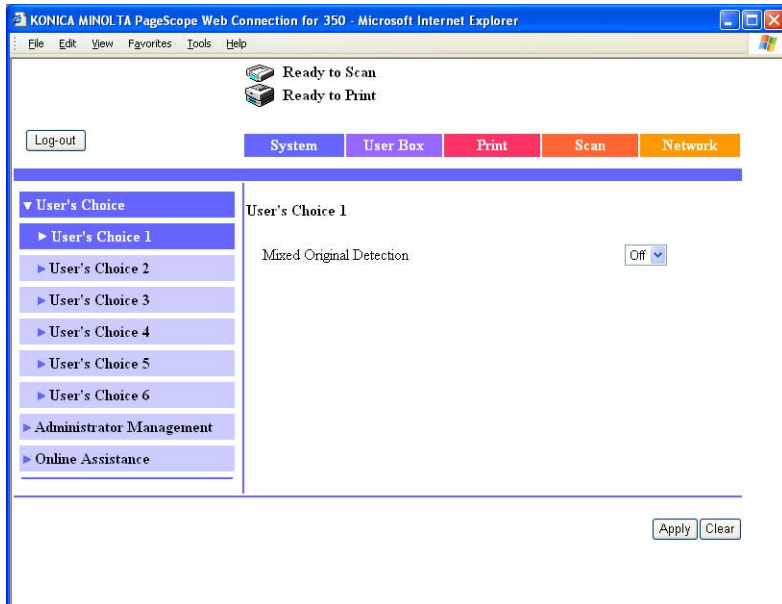 KONICA MINOLTA PageScope Web Connection for 350 - Microsoft Internet Explorer
File Edit View Favorites Tools Help
Ready to Scan
Ready to Print
Log-out
System User Box Print Scan Network
User's Choice
User's Choice 1
User's Choice 2
User's Choice 3
User's Choice 4
User's Choice 5
User's Choice 6
Administrator Management
Online Assistance
User's Choice 1
Mixed Original Detection Off
Apply Clear